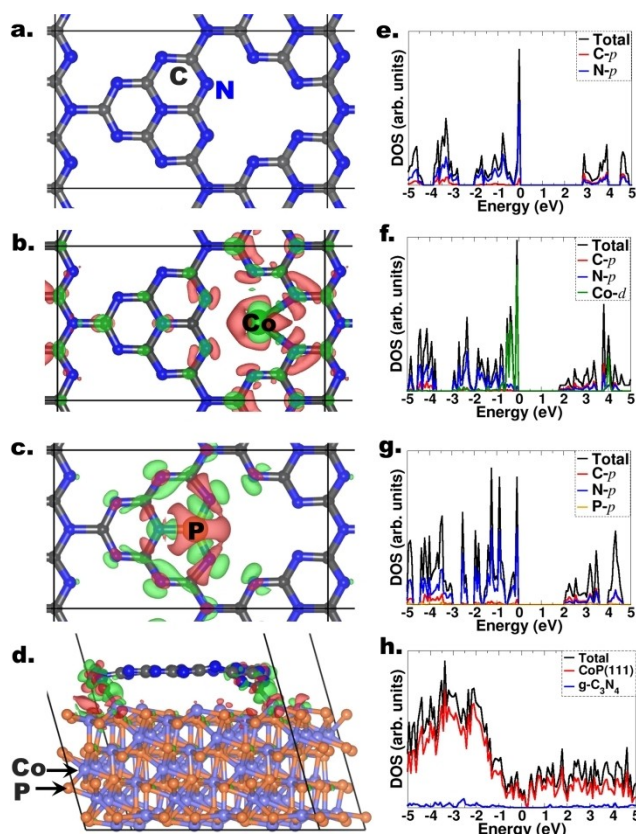 a.
C
N
b.
Co
c.
P
d.
Co
P
e.
DOS (arb. units)
Total
C-p
N-p
-5 -4 -3 -2 -1 0 1 2 3 4 5
Energy (eV)
f.
DOS (arb. units)
Total
C-p
N-p
Co-d
-5 -4 -3 -2 -1 0 1 2 3 4 5
Energy (eV)
g.
DOS (arb. units)
Total
C-p
N-p
P-p
-5 -4 -3 -2 -1 0 1 2 3 4 5
Energy (eV)
h.
DOS (arb. units)
Total
CoP(111)
g-C₃N₄
-5 -4 -3 -2 -1 0 1 2 3 4 5
Energy (eV)